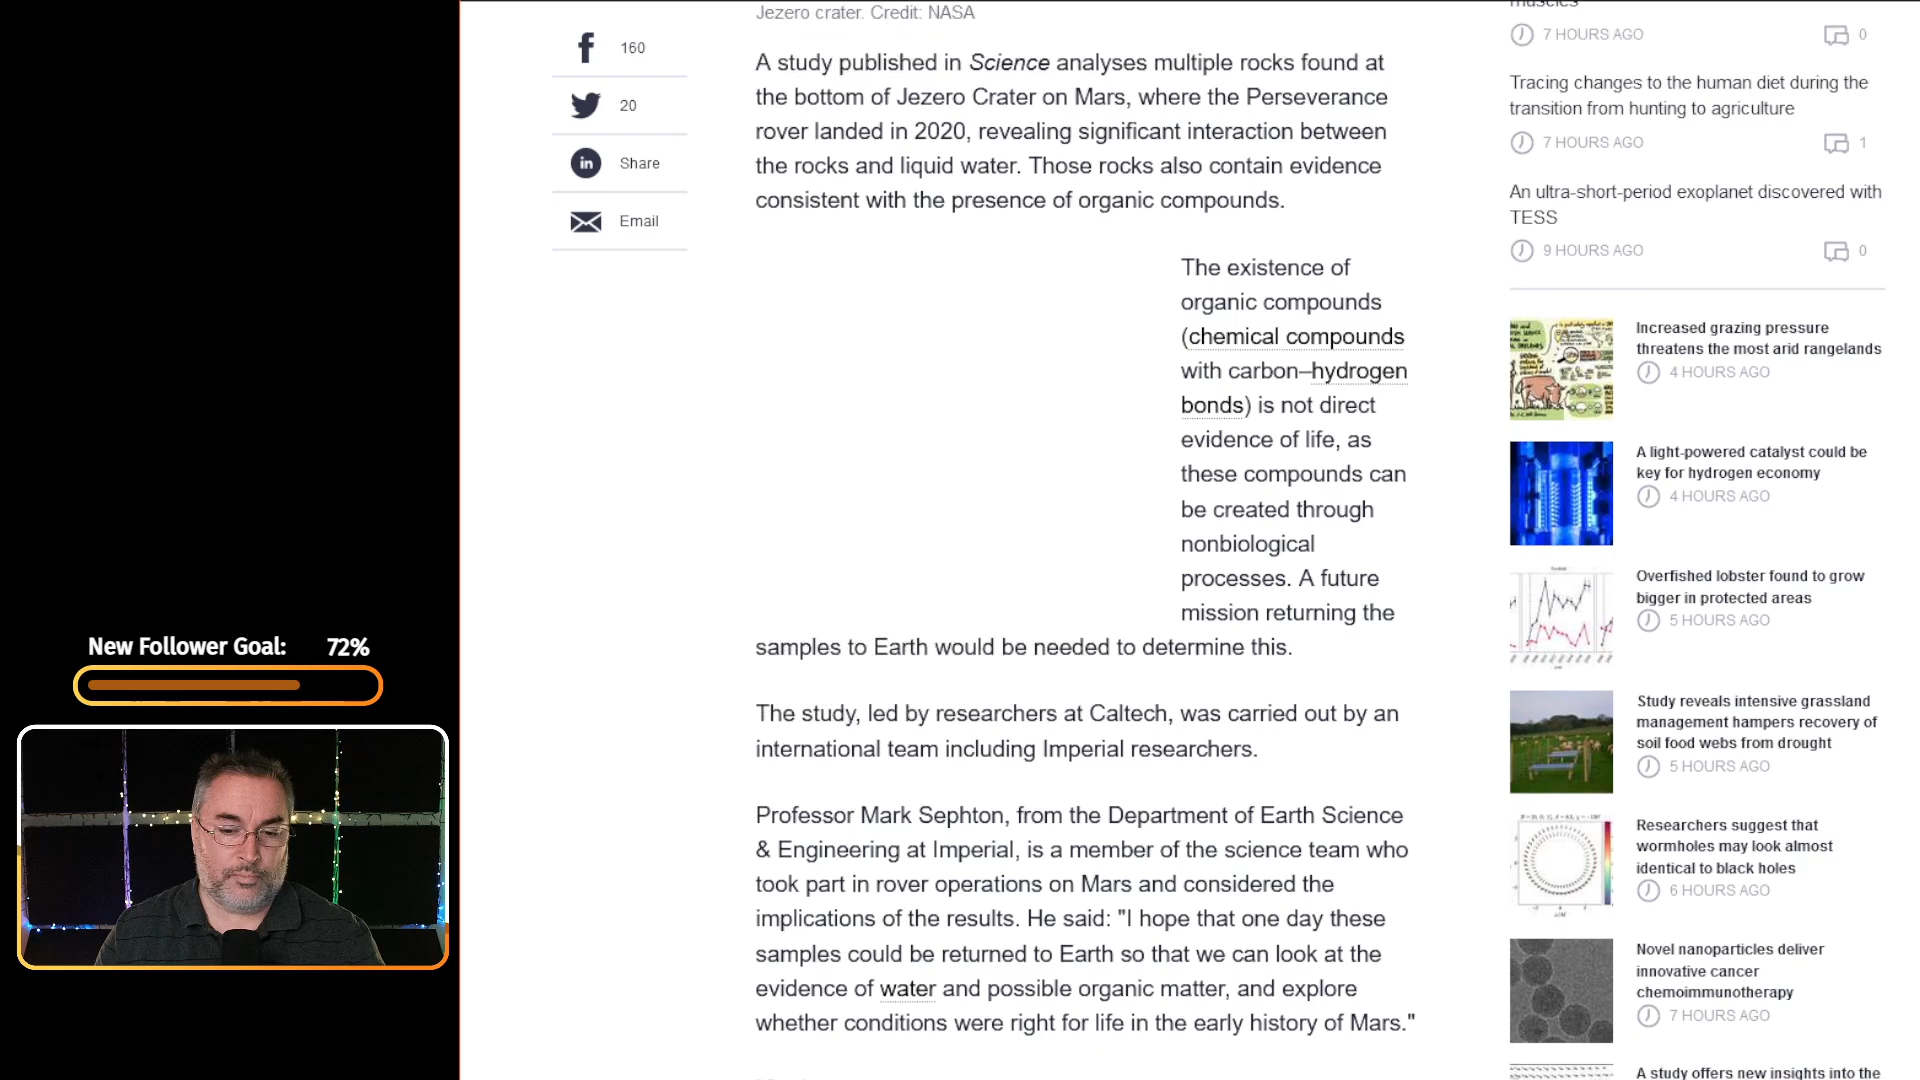 Jezero crater. Credit: NASA
160
20
Share
Email
A study published in Science analyses multiple rocks found at
the bottom of Jezero Crater on Mars, where the Perseverance
rover landed in 2020, revealing significant interaction between
the rocks and liquid water. Those rocks also contain evidence
consistent with the presence of organic compounds.
The existence of
organic compounds
(chemical compounds
with carbon–hydrogen
bonds) is not direct
evidence of life, as
these compounds can
be created through
nonbiological
processes. A future
mission returning the
samples to Earth would be needed to determine this.
The study, led by researchers at Caltech, was carried out by an
international team including Imperial researchers.
Professor Mark Sephton, from the Department of Earth Science
& Engineering at Imperial, is a member of the science team who
took part in rover operations on Mars and considered the
implications of the results. He said: "I hope that one day these
samples could be returned to Earth so that we can look at the
evidence of water and possible organic matter, and explore
whether conditions were right for life in the early history of Mars."
muscles
7 HOURS AGO
0
Tracing changes to the human diet during the
transition from hunting to agriculture
7 HOURS AGO
1
An ultra-short-period exoplanet discovered with
TESS
9 HOURS AGO
0
Increased grazing pressure
threatens the most arid rangelands
4 HOURS AGO
A light-powered catalyst could be
key for hydrogen economy
4 HOURS AGO
Overfished lobster found to grow
bigger in protected areas
5 HOURS AGO
Study reveals intensive grassland
management hampers recovery of
soil food webs from drought
5 HOURS AGO
Researchers suggest that
wormholes may look almost
identical to black holes
6 HOURS AGO
Novel nanoparticles deliver
innovative cancer
chemoimmunotherapy
7 HOURS AGO
A study offers new insights into the
New Follower Goal: 72%